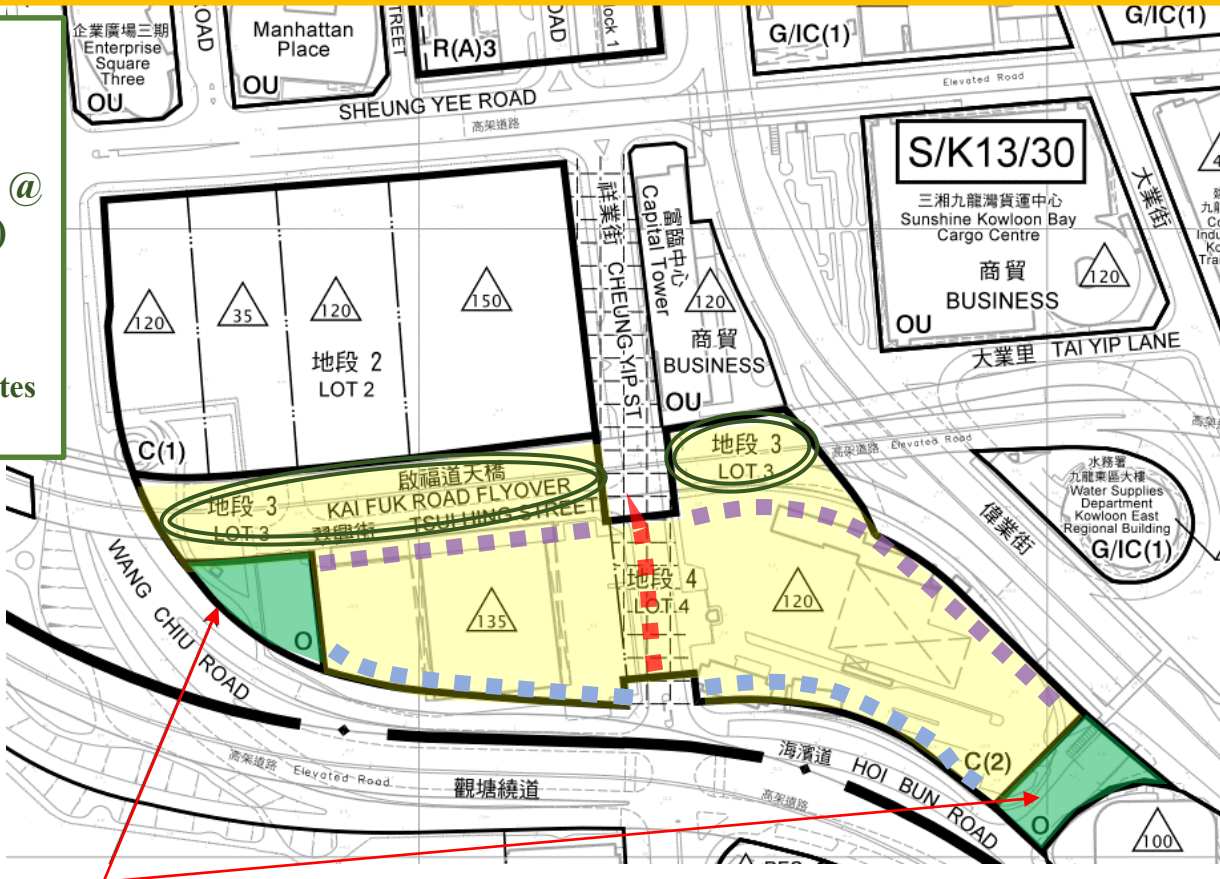 企業廣場三期
Enterprise
Square
Three
OU
ROAD
Manhattan
Place
OU
STREET
R(A)3
ROAD
lock 1
G/IC(1)
G/IC(1)
SHEUNG YEE ROAD
高架道路
Elevated Road
@
)
tes
S/K13/30
三湘九龍灣貨運中心
Sunshine Kowloon Bay
Cargo Centre
商貿
BUSINESS
120
OU
大業街
大業里 TAI YIP LANE
祥業街 CHEUNG YIP ST
富臨中心
Capital Tower
120
商貿
BUSINESS
OU
120
35
120
150
地段 2
LOT 2
C(1)
地段 3
LOT 3
啟福道天橋
KAI FUK ROAD FLYOVER
翠興街 TSUI HING STREET
地段 3
LOT 3
高架道路 Elevated Road
水務署
九龍東區大樓
Water Supplies
Department
Kowloon East
Regional Building
G/IC(1)
偉業街
地段 4
LOT 4
135
120
O
WANG CHIU ROAD
高架道路 Elevated Road
觀塘繞道
海濱道 HOI BUN ROAD
高架道路
C(2)
O
100